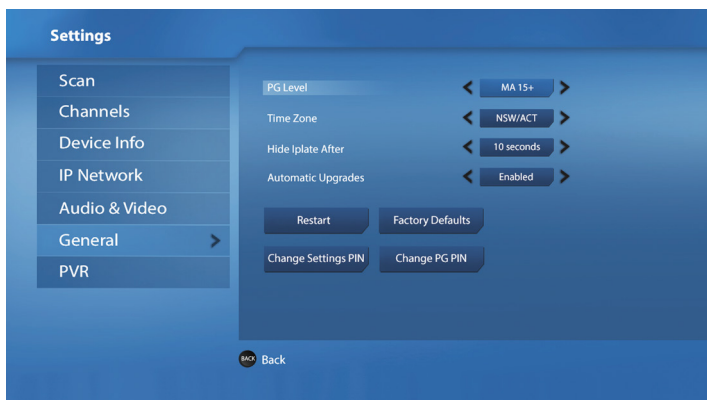 Settings
Scan
Channels
Device Info
IP Network
Audio & Video
General
PVR
PG Level MA 15+
Time Zone NSW/ACT
Hide Iplate After 10 seconds
Automatic Upgrades Enabled
Restart Factory Defaults
Change Settings PIN Change PG PIN
BACK Back